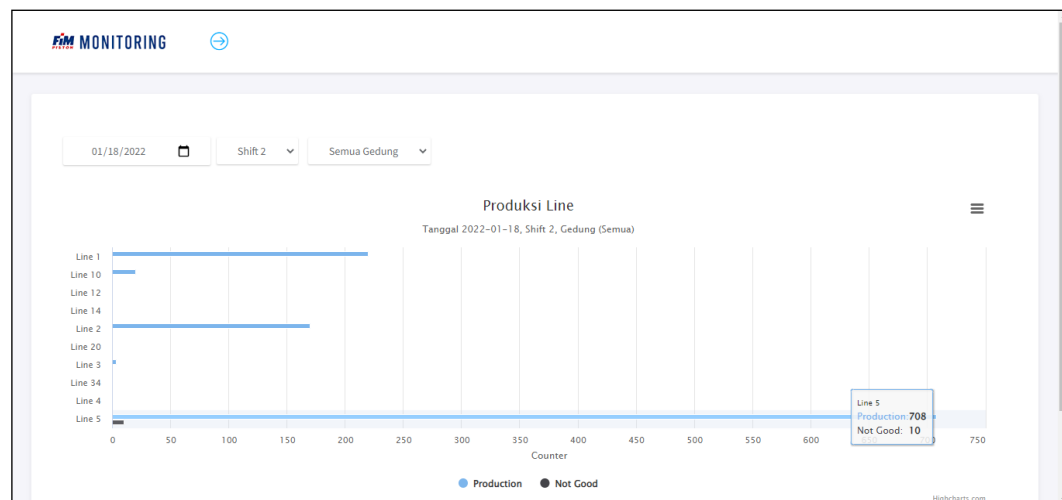 FiM PISTON MONITORING
01/18/2022 Shift 2 Semua Gedung
Produksi Line
Tanggal 2022-01-18, Shift 2, Gedung (Semua)
Line 1
Line 10
Line 12
Line 14
Line 2
Line 20
Line 3
Line 34
Line 4
Line 5
Line 5
Production: 708
Not Good: 10
0 50 100 150 200 250 300 350 400 450 500 550 600 650 700 750
Counter
Production Not Good
Highcharts.com